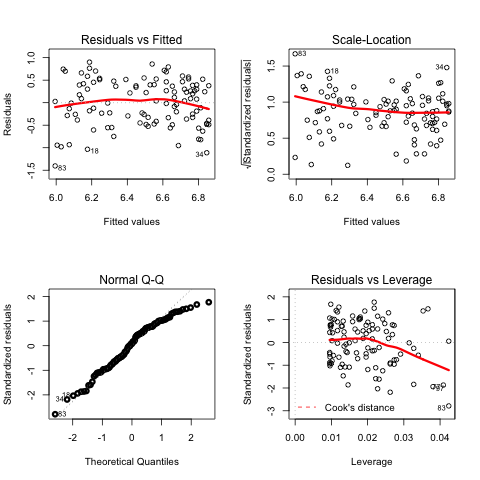 Residuals vs Fitted
Residuals
1.0
0.5
-0.5
-1.5
83
18
34
6.0 6.2 6.4 6.6 6.8
Fitted values
Scale-Location
√|Standardized residuals|
1.5
1.0
0.5
0.0
83
18
34
6.0 6.2 6.4 6.6 6.8
Fitted values
Normal Q-Q
Standardized residuals
2
1
0
-1
-2
18
34
83
-2 -1 0 1 2
Theoretical Quantiles
Residuals vs Leverage
Standardized residuals
2
1
0
-1
-2
-3
83
Cook's distance
0.00 0.01 0.02 0.03 0.04
Leverage